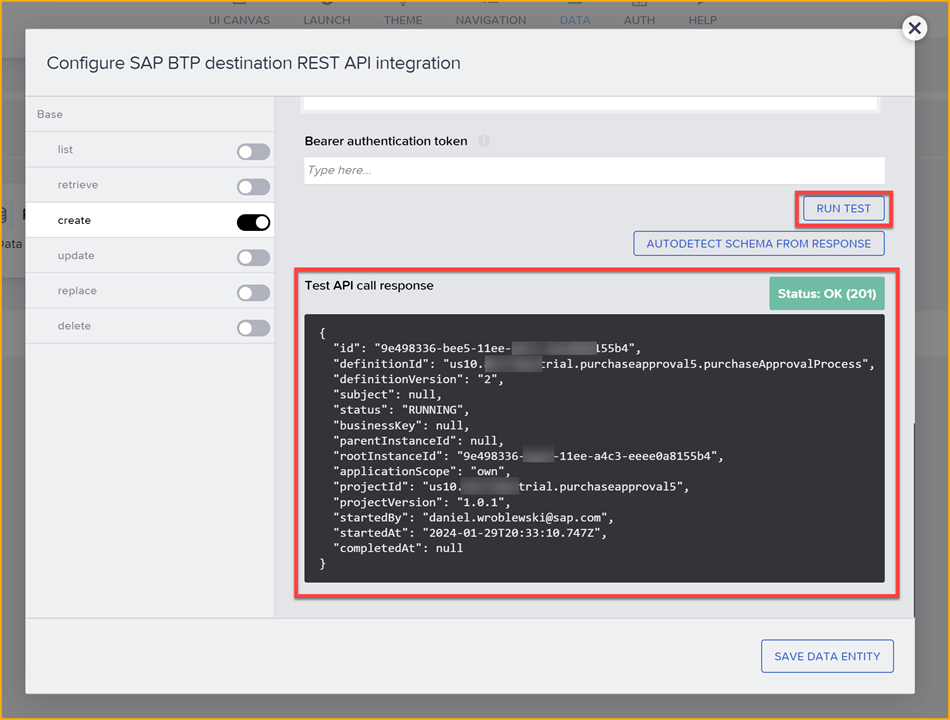 UI CANVAS LAUNCH THEME NAVIGATION DATA AUTH HELP
Configure SAP BTP destination REST API integration
Base
list
retrieve
create
update
replace
delete
Bearer authentication token
Type here...
RUN TEST
AUTODETECT SCHEMA FROM RESPONSE
Test API call response
Status: OK (201)
{
"id": "9e498336-bee5-11ee- 155b4",
"definitionId": "us10. trial.purchaseapproval5.purchaseApprovalProcess",
"definitionVersion": "2",
"subject": null,
"status": "RUNNING",
"businessKey": null,
"parentInstanceId": null,
"rootInstanceId": "9e498336- -11ee-a4c3-eeee0a8155b4",
"applicationScope": "own",
"projectId": "us10. trial.purchaseapproval5",
"projectVersion": "1.0.1",
"startedBy": "daniel.wroblewski@sap.com",
"startedAt": "2024-01-29T20:33:10.747Z",
"completedAt": null
}
SAVE DATA ENTITY